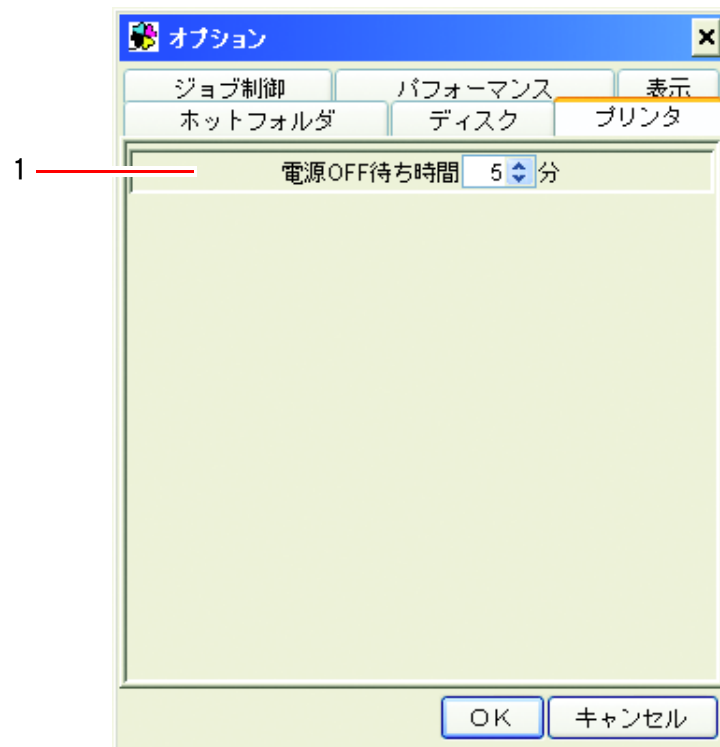 オプション
ジョブ制御 パフォーマンス 表示
ホットフォルダ ディスク プリンタ
1
電源OFF待ち時間 5 分
OK キャンセル